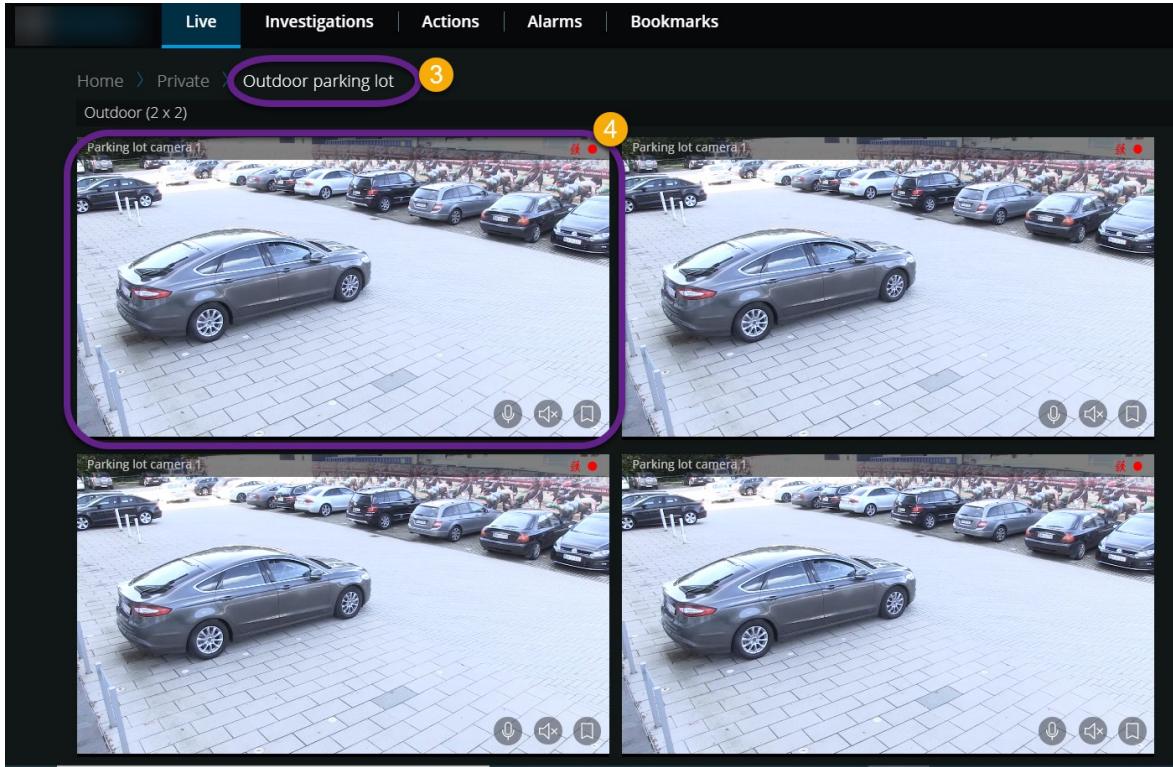 Live Investigations Actions Alarms Bookmarks
Home Private Outdoor parking lot 3
Outdoor (2 x 2)
4
Parking lot camera 1 Parking lot camera 1
Parking lot camera 1 Parking lot camera 1